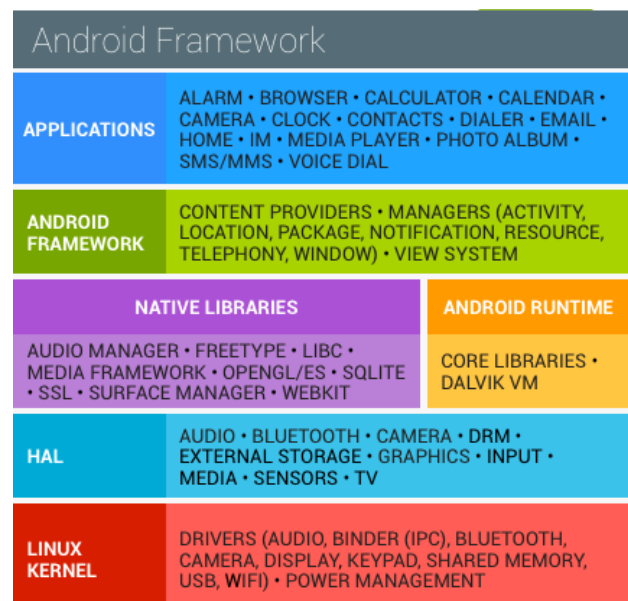 Android Framework
APPLICATIONS
ALARM • BROWSER • CALCULATOR • CALENDAR •
CAMERA • CLOCK • CONTACTS • DIALER • EMAIL •
HOME • IM • MEDIA PLAYER • PHOTO ALBUM •
SMS/MMS • VOICE DIAL
ANDROID
FRAMEWORK
CONTENT PROVIDERS • MANAGERS (ACTIVITY,
LOCATION, PACKAGE, NOTIFICATION, RESOURCE,
TELEPHONY, WINDOW) • VIEW SYSTEM
NATIVE LIBRARIES
AUDIO MANAGER • FREETYPE • LIBC •
MEDIA FRAMEWORK • OPENGL/ES • SQLITE
• SSL • SURFACE MANAGER • WEBKIT
ANDROID RUNTIME
CORE LIBRARIES •
DALVIK VM
HAL
AUDIO • BLUETOOTH • CAMERA • DRM •
EXTERNAL STORAGE • GRAPHICS • INPUT •
MEDIA • SENSORS • TV
LINUX
KERNEL
DRIVERS (AUDIO, BINDER (IPC), BLUETOOTH,
CAMERA, DISPLAY, KEYPAD, SHARED MEMORY,
USB, WIFI) • POWER MANAGEMENT